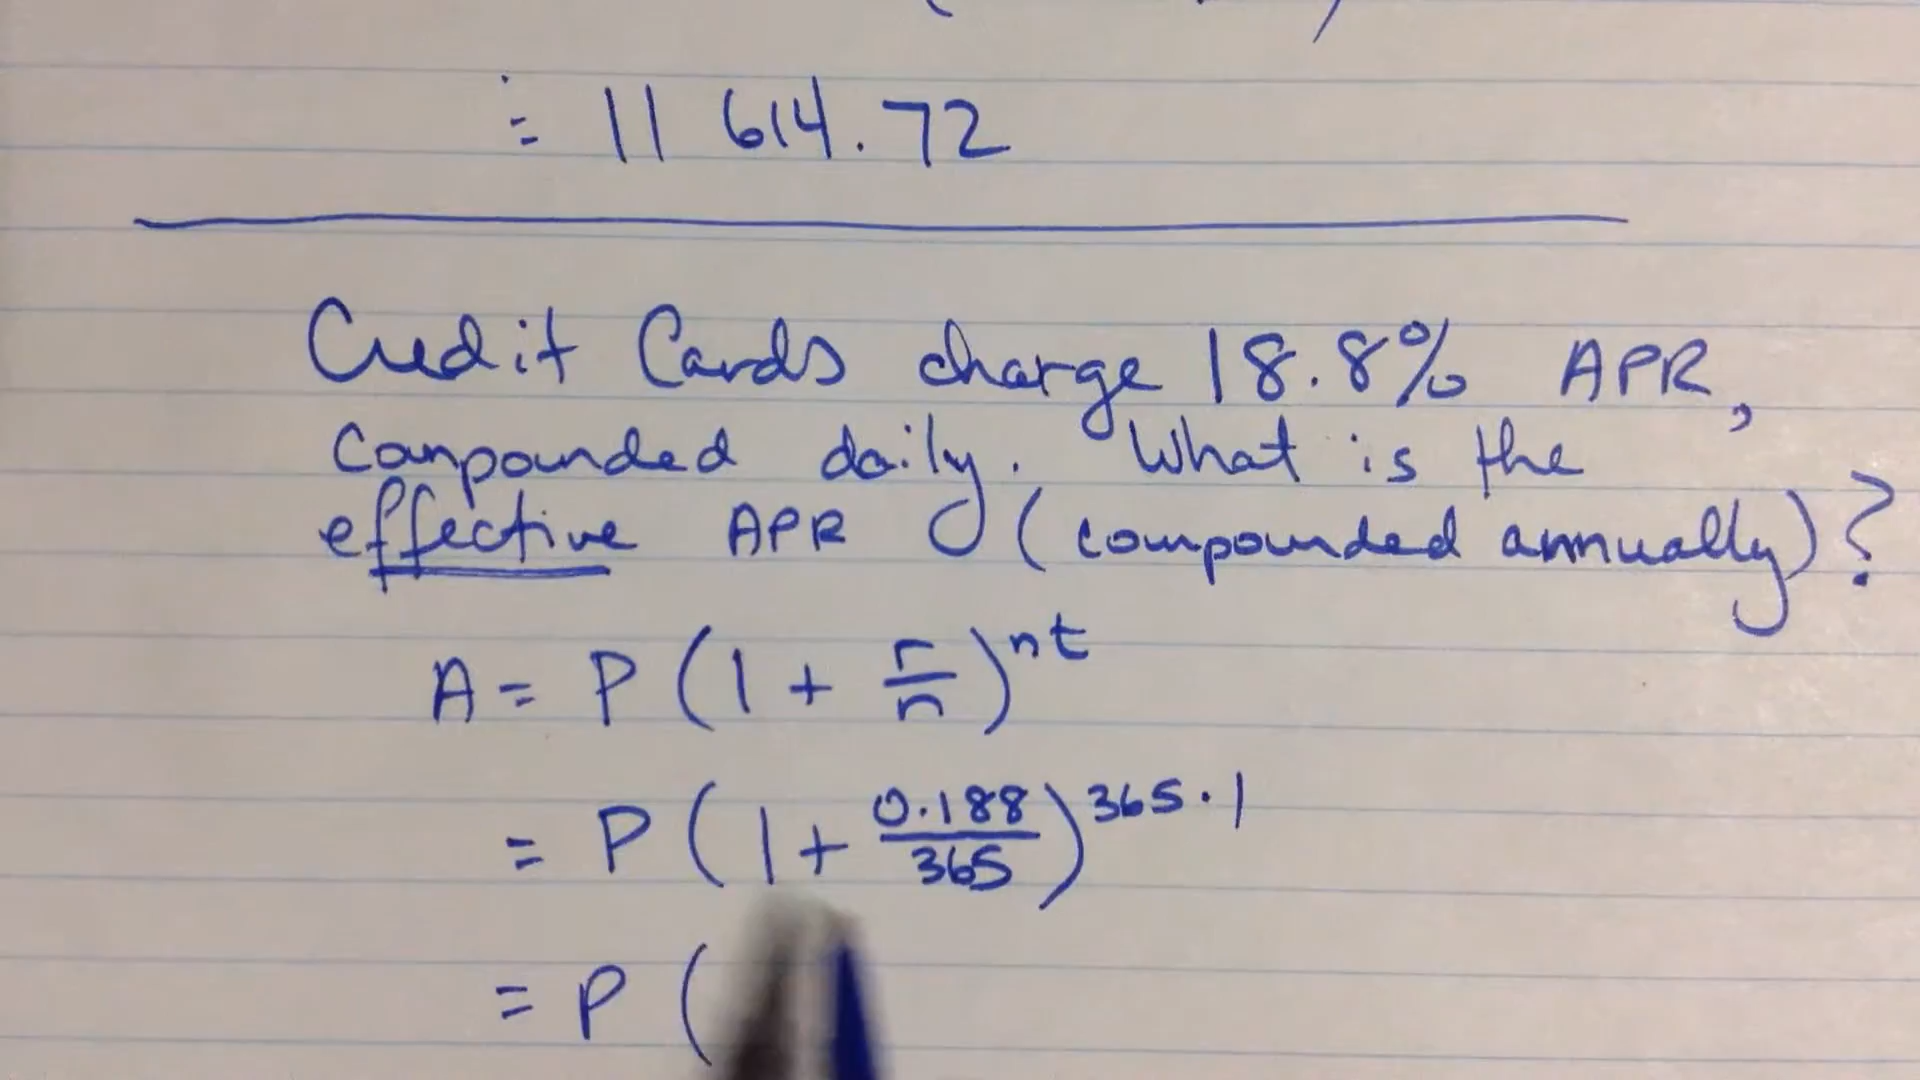 ≐ 11 614.72
Credit Cards charge 18.8% APR,
compounded daily. What is the
effective APR (compounded annually)?
A = P (1 + r/n)^nt
= P (1 + 0.188/365)^365·1
= P (